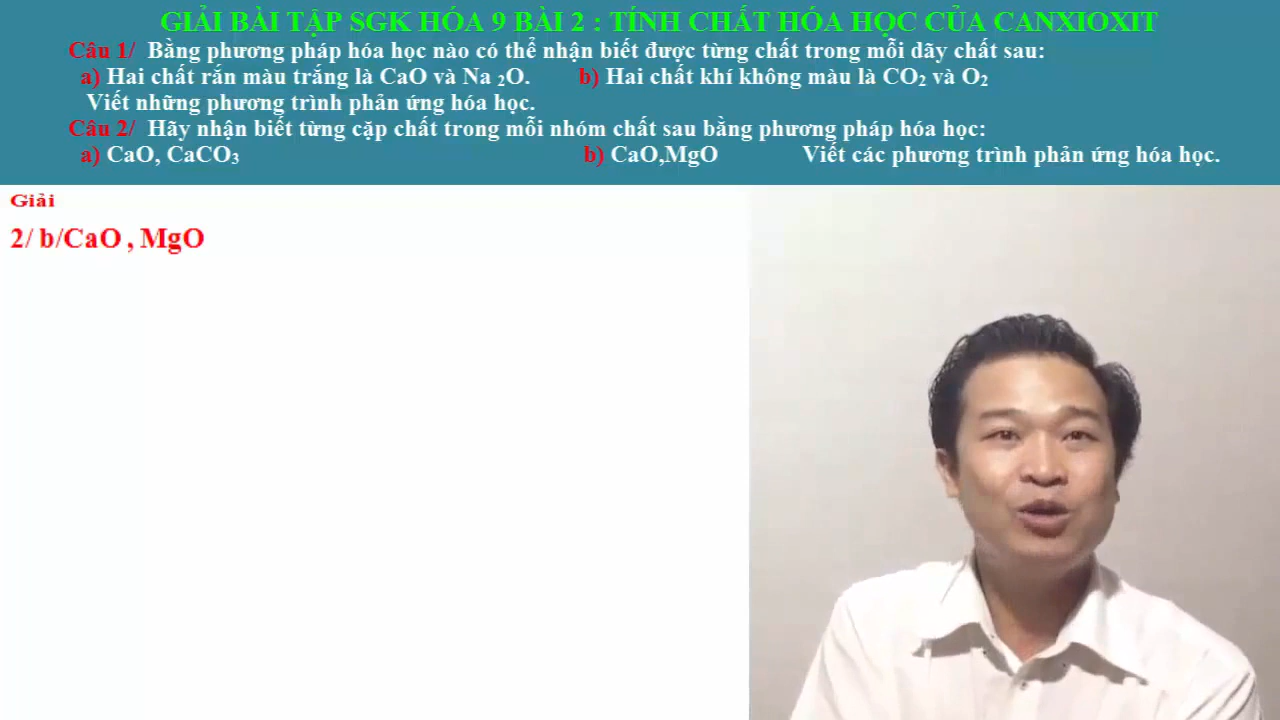 GIẢI BÀI TẬP SGK HÓA 9 BÀI 2 : TÍNH CHẤT HÓA HỌC CỦA CANXIOXIT
Câu 1/ Bằng phương pháp hóa học nào có thể nhận biết được từng chất trong mỗi dãy chất sau:
a) Hai chất rắn màu trắng là CaO và Na ₂O. b) Hai chất khí không màu là CO₂ và O₂
Viết những phương trình phản ứng hóa học.
Câu 2/ Hãy nhận biết từng cặp chất trong mỗi nhóm chất sau bằng phương pháp hóa học:
a) CaO, CaCO₃ b) CaO,MgO Viết các phương trình phản ứng hóa học.
Giải
2/ b/CaO , MgO